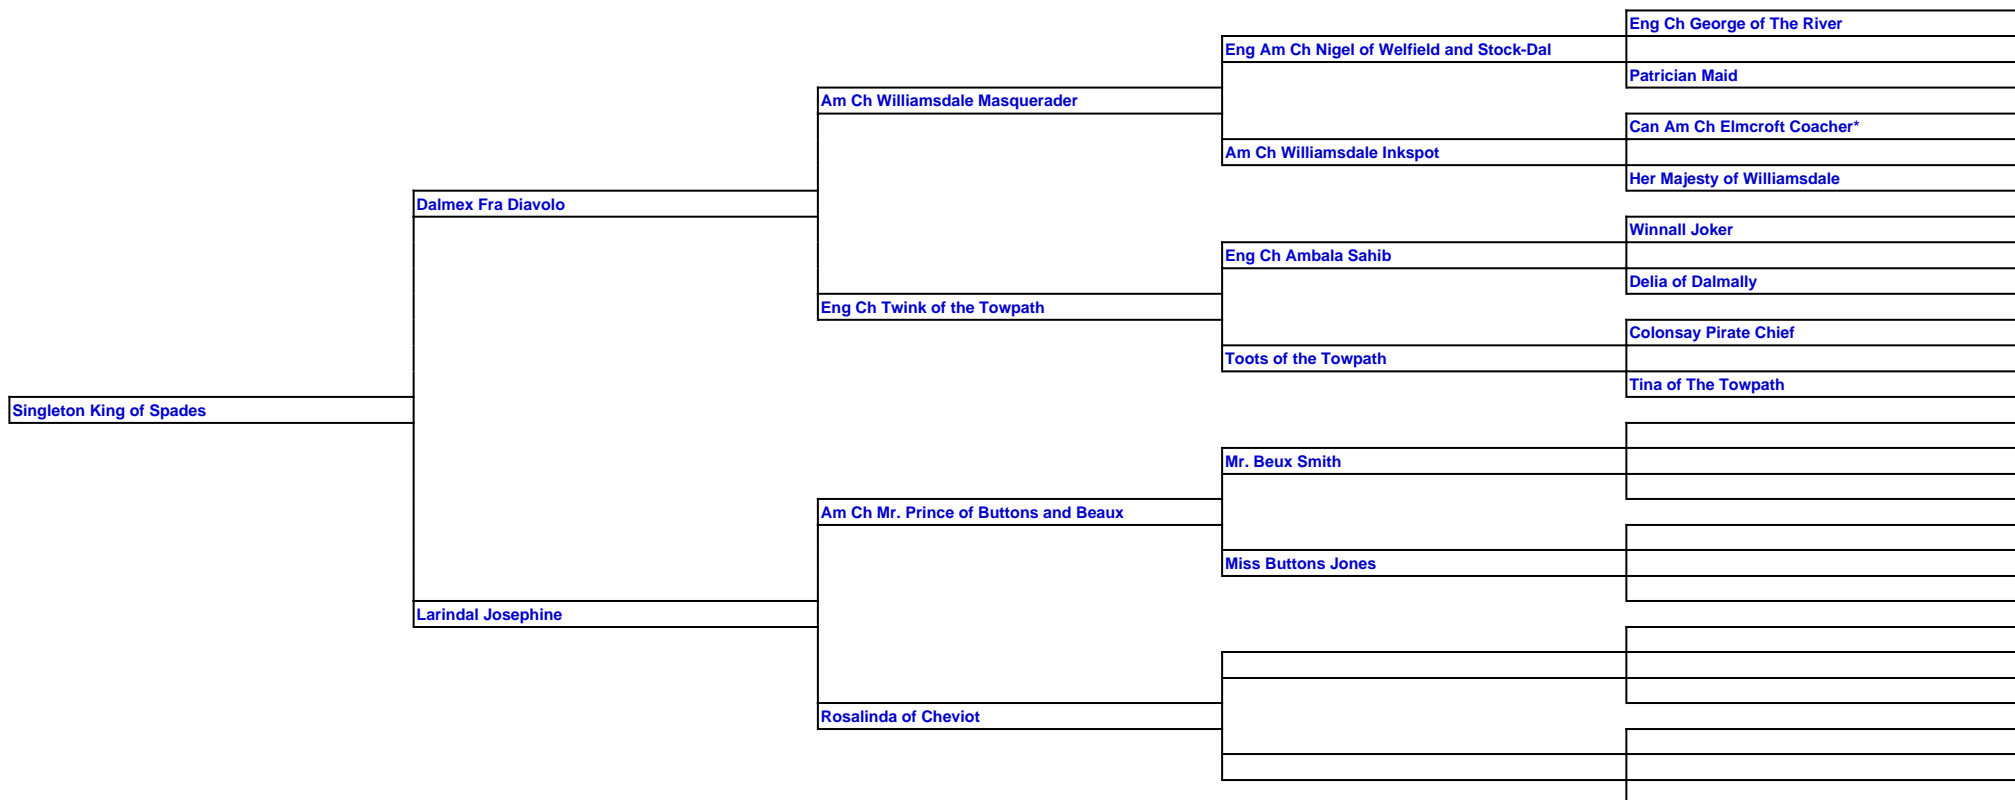 Eng Ch George of The River
Eng Am Ch Nigel of Welfield and Stock-Dal
Patrician Maid
Am Ch Williamsdale Masquerader
Can Am Ch Elmcroft Coacher*
Am Ch Williamsdale Inkspot
Her Majesty of Williamsdale
Dalmex Fra Diavolo
Winnall Joker
Eng Ch Ambala Sahib
Delia of Dalmally
Eng Ch Twink of the Towpath
Colonsay Pirate Chief
Toots of the Towpath
Tina of The Towpath
Singleton King of Spades
Mr. Beux Smith
Am Ch Mr. Prince of Buttons and Beaux
Miss Buttons Jones
Larindal Josephine
Rosalinda of Cheviot